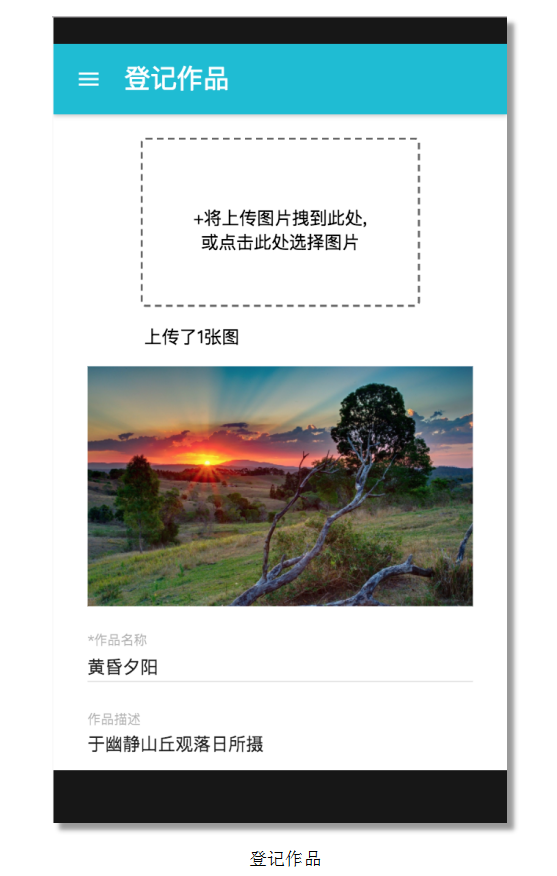 登记作品
+将上传图片拽到此处,
或点击此处选择图片
上传了1张图
*作品名称
黄昏夕阳
作品描述
于幽静山丘观落日所摄
登记作品